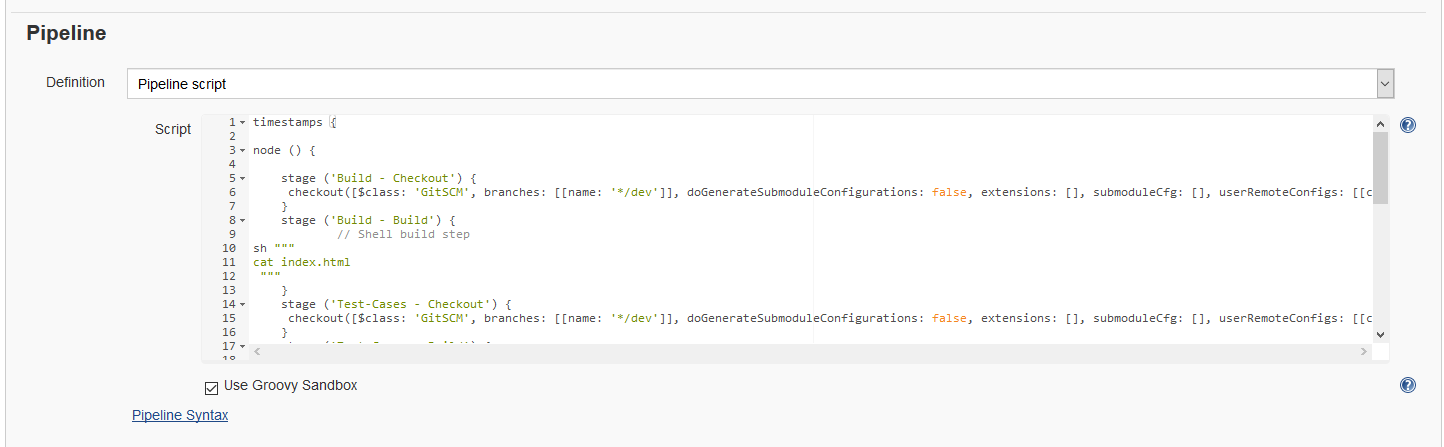 Pipeline
Definition
Pipeline script
Script
1 timestamps {
2
3 node () {
4
5 stage ('Build - Checkout') {
6 checkout([$class: 'GitSCM', branches: [[name: '*/dev']], doGenerateSubmoduleConfigurations: false, extensions: [], submoduleCfg: [], userRemoteConfigs: [[c
7 }
8 stage ('Build - Build') {
9 // Shell build step
10 sh """
11 cat index.html
12 """
13 }
14 stage ('Test-Cases - Checkout') {
15 checkout([$class: 'GitSCM', branches: [[name: '*/dev']], doGenerateSubmoduleConfigurations: false, extensions: [], submoduleCfg: [], userRemoteConfigs: [[c
16 }
17
18
Use Groovy Sandbox
Pipeline Syntax